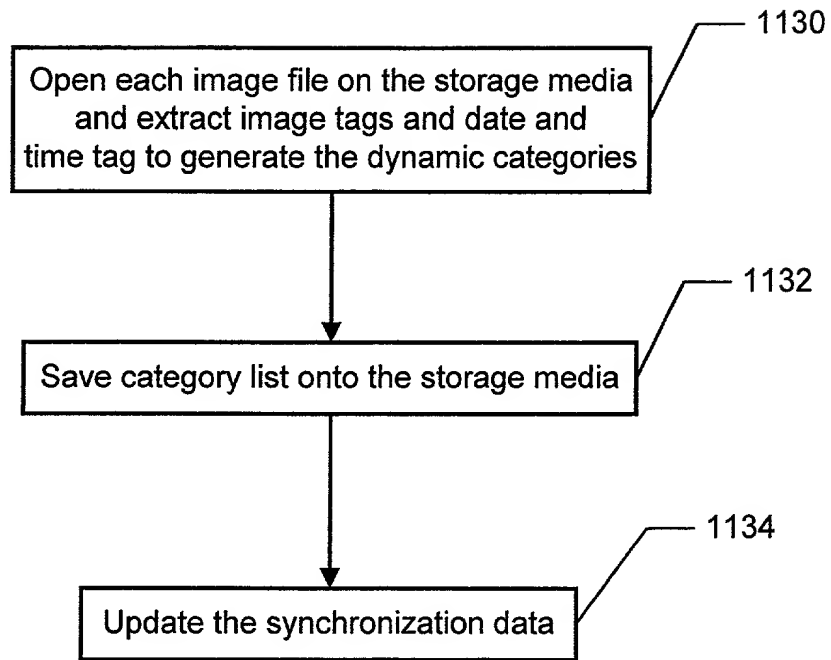 1130
Open each image file on the storage media
and extract image tags and date and
time tag to generate the dynamic categories
1132
Save category list onto the storage media
1134
Update the synchronization data